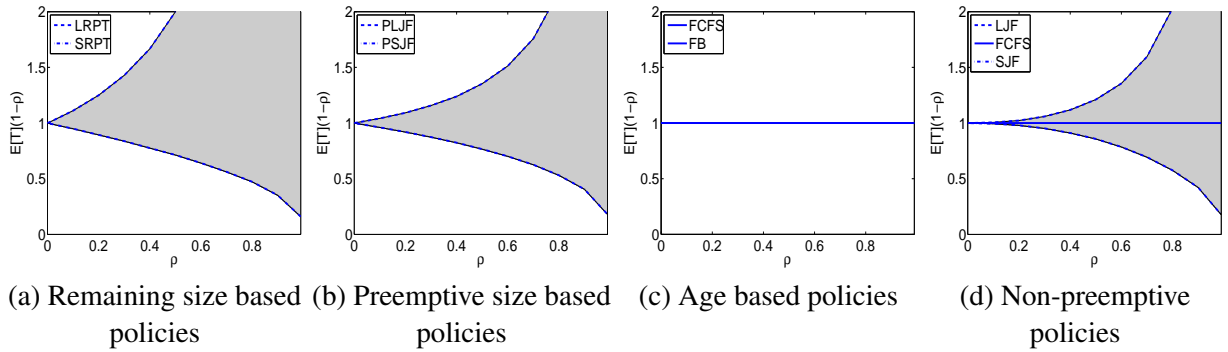 2
1.5
1
0.5
0
E[T](1−ρ)
LRPT
SRPT
0 0.2 0.4 0.6 0.8
ρ
(a) Remaining size based
policies
2
1.5
1
0.5
0
E[T](1−ρ)
PLJF
PSJF
0 0.2 0.4 0.6 0.8
ρ
(b) Preemptive size based
policies
2
1.5
1
0.5
0
E[T](1−ρ)
FCFS
FB
0 0.2 0.4 0.6 0.8
ρ
(c) Age based policies
2
1.5
1
0.5
0
E[T](1−ρ)
LJF
FCFS
SJF
0 0.2 0.4 0.6 0.8
ρ
(d) Non-preemptive
policies